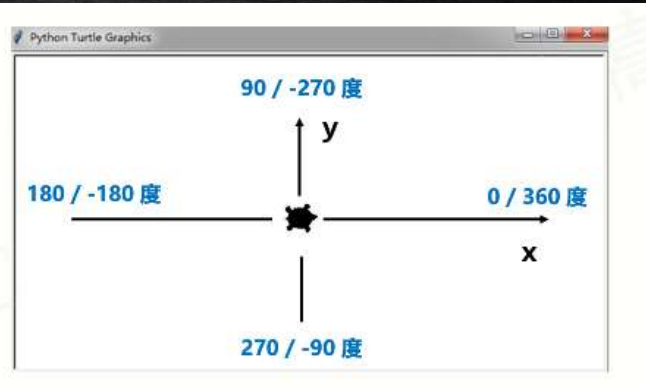 Python Turtle Graphics
90 / -270 度
y
180 / -180 度
0 / 360 度
x
270 / -90 度